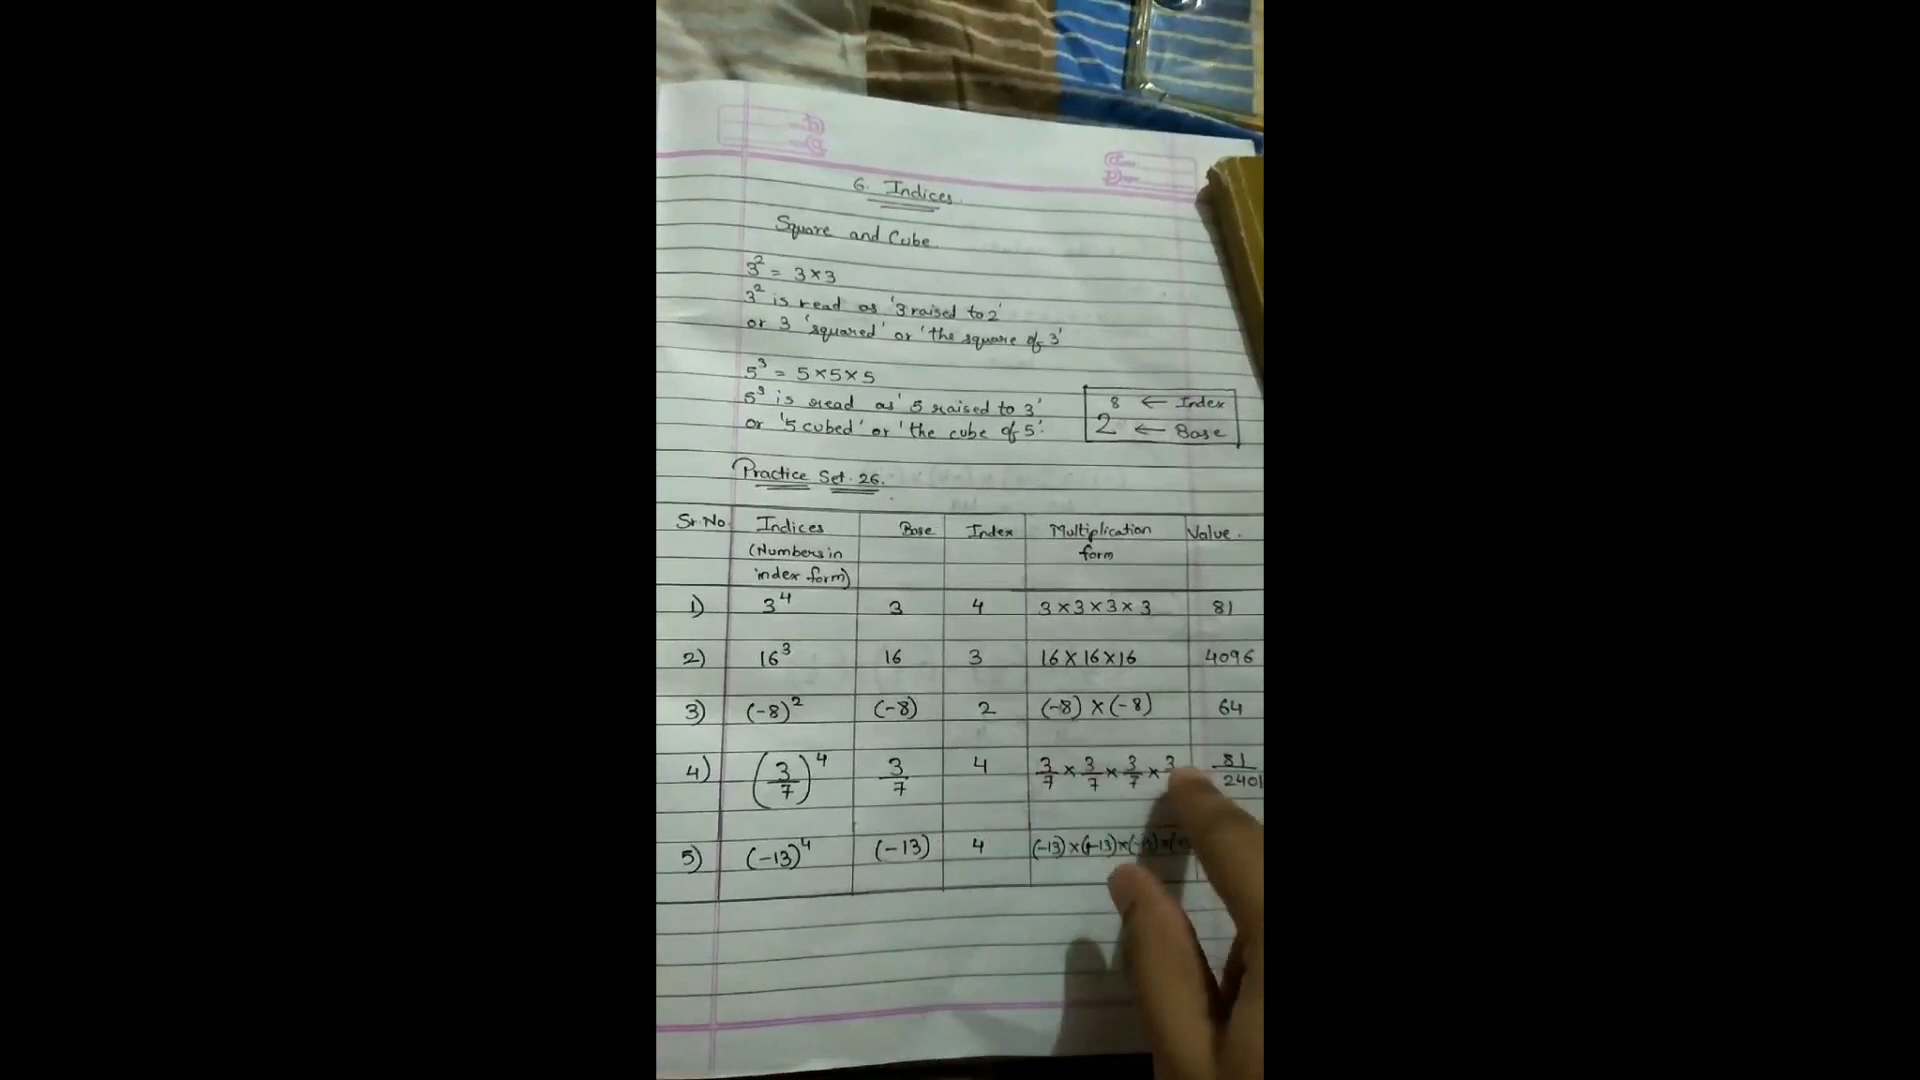 6. Indices.
Square and Cube
3² = 3×3
3² is read as '3 raised to 2'
or 3 'squared' or 'the square of 3'
5³ = 5×5×5
5³ is read as '5 raised to 3'
or '5 cubed' or 'the cube of 5'.
8 ← Index
2 ← Base
Practice Set. 26.
Sr. No. Indices Base Index Multiplication Value.
(Numbers in form
index form)
1) 3⁴ 3 4 3×3×3×3 81
2) 16³ 16 3 16×16×16 4096
3) (-8)² (-8) 2 (-8)×(-8) 64
4) (3/7)⁴ 3/7 4 3/7 × 3/7 × 3/7 × 3 81/2401
5) (-13)⁴ (-13) 4 (-13)×(-13)×